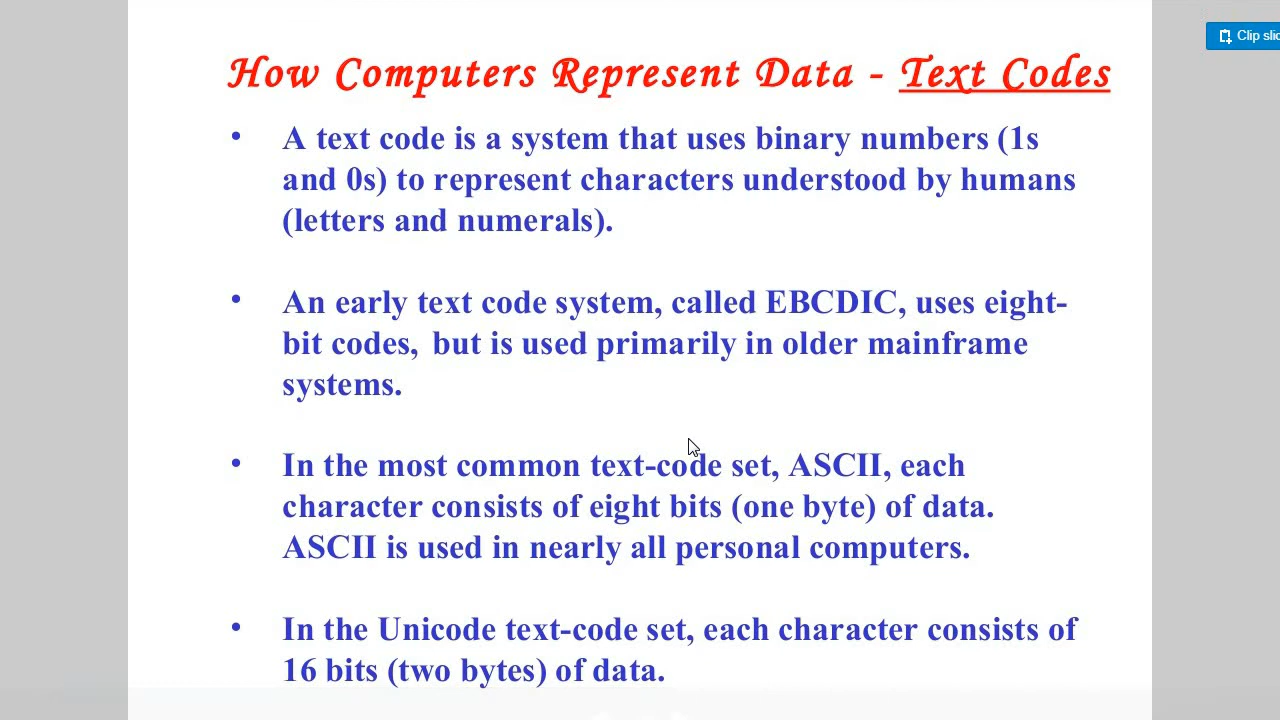 How Computers Represent Data - Text Codes
Clip slic
• A text code is a system that uses binary numbers (1s
and 0s) to represent characters understood by humans
(letters and numerals).
• An early text code system, called EBCDIC, uses eight-
bit codes, but is used primarily in older mainframe
systems.
• In the most common text-code set, ASCII, each
character consists of eight bits (one byte) of data.
ASCII is used in nearly all personal computers.
• In the Unicode text-code set, each character consists of
16 bits (two bytes) of data.